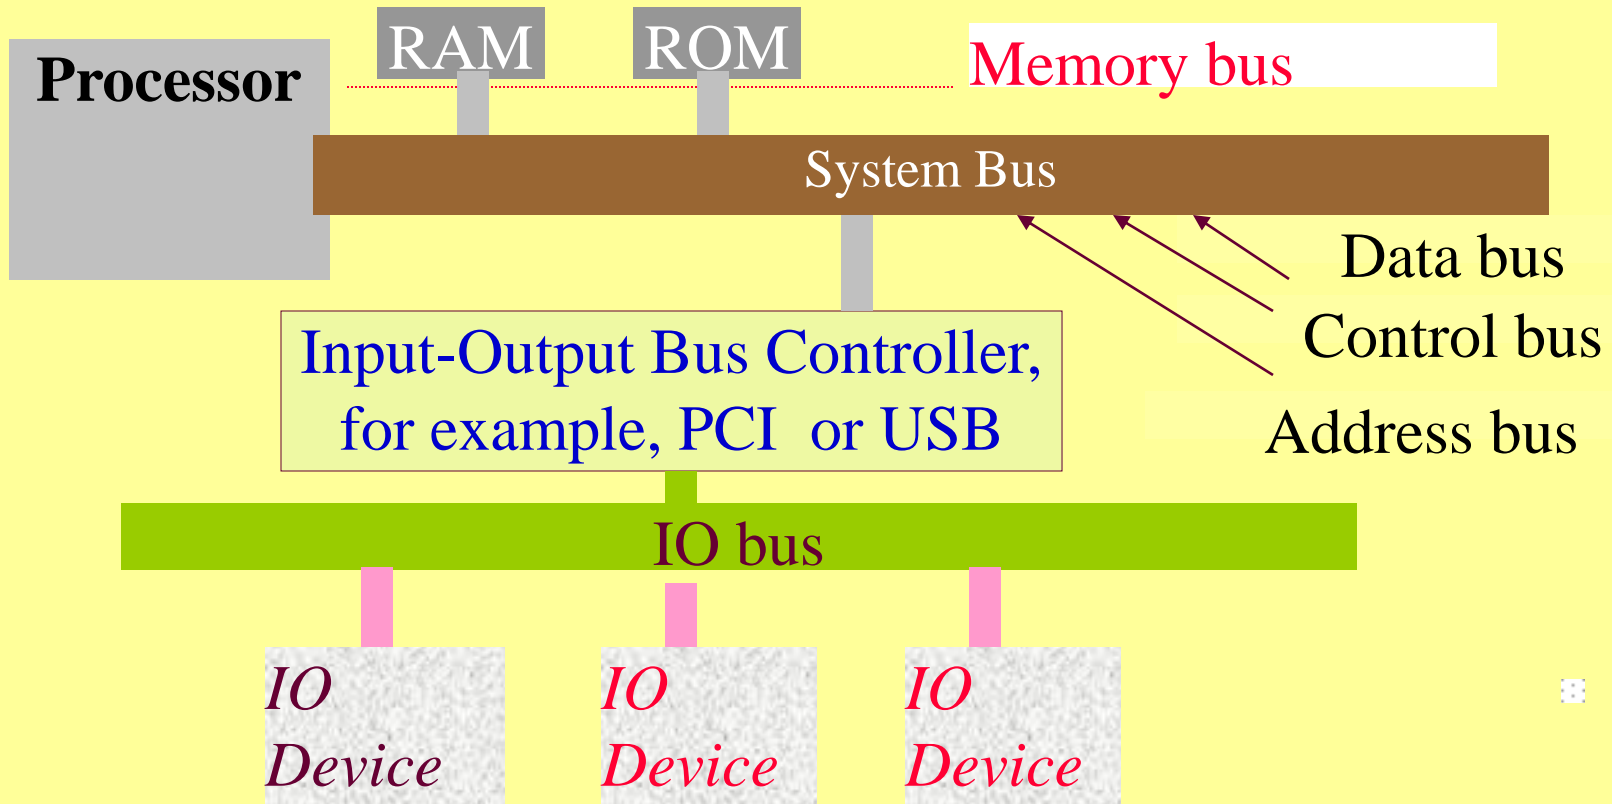 RAM
ROM
Memory bus
Processor
System Bus
Data bus
Control bus
Address bus
Input-Output Bus Controller,
for example, PCI or USB
IO bus
IO
Device
IO
Device
IO
Device